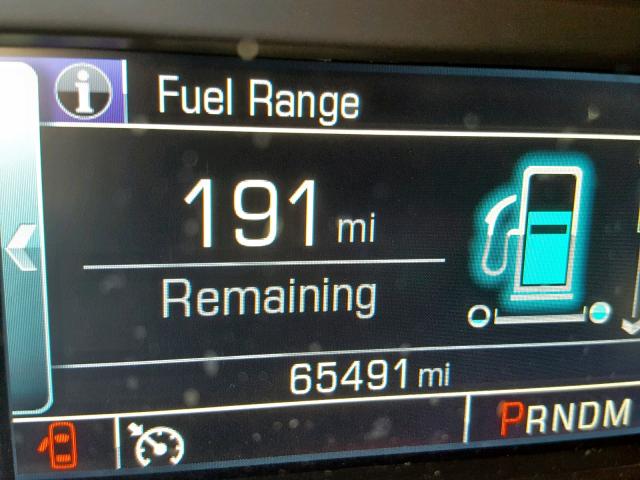 i Fuel Range
191 mi
Remaining
65491 mi
PRNDM